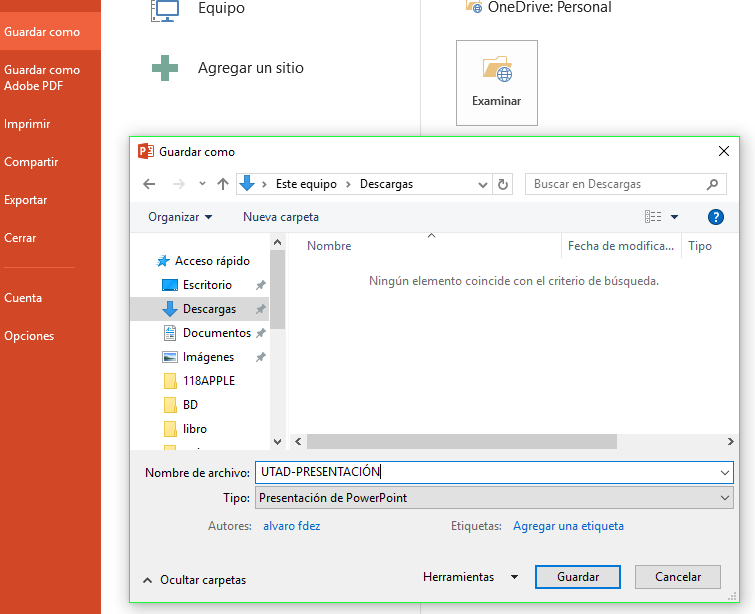 Guardar como
Guardar como
Adobe PDF
Imprimir
Compartir
Exportar
Cerrar
Cuenta
Opciones
Equipo
Agregar un sitio
OneDrive: Personal
Examinar
Guardar como
Este equipo > Descargas
Buscar en Descargas
Organizar
Nueva carpeta
?
Acceso rápido
Escritorio
Descargas
Documentos
Imágenes
118APPLE
BD
libro
Nombre
Fecha de modifica...
Tipo
Ningún elemento coincide con el criterio de búsqueda.
Nombre de archivo: UTAD-PRESENTACIÓN
Tipo: Presentación de PowerPoint
Autores: alvaro fdez
Etiquetas: Agregar una etiqueta
Ocultar carpetas
Herramientas
Guardar
Cancelar